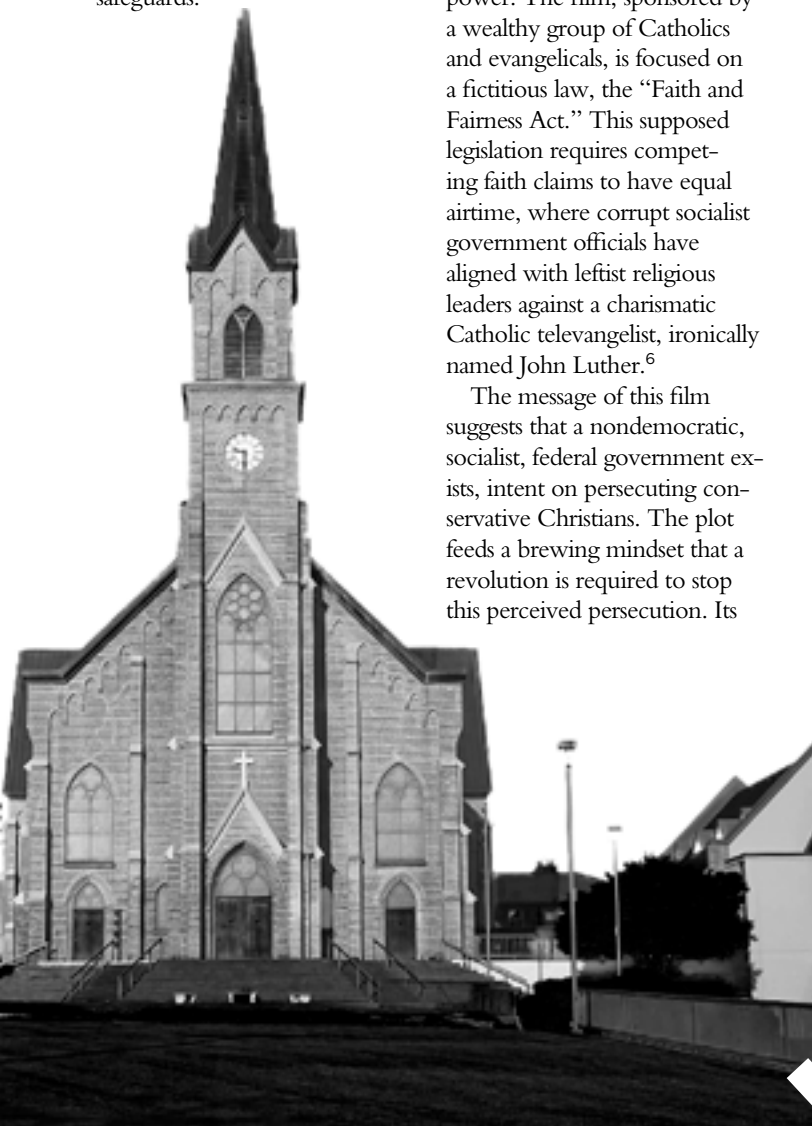 safeguards.
power. The film, sponsored by
a wealthy group of Catholics
and evangelicals, is focused on
a fictitious law, the “Faith and
Fairness Act.” This supposed
legislation requires compet-
ing faith claims to have equal
airtime, where corrupt socialist
government officials have
aligned with leftist religious
leaders against a charismatic
Catholic televangelist, ironically
named John Luther.⁶
The message of this film
suggests that a nondemocratic,
socialist, federal government ex-
ists, intent on persecuting con-
servative Christians. The plot
feeds a brewing mindset that a
revolution is required to stop
this perceived persecution. Its